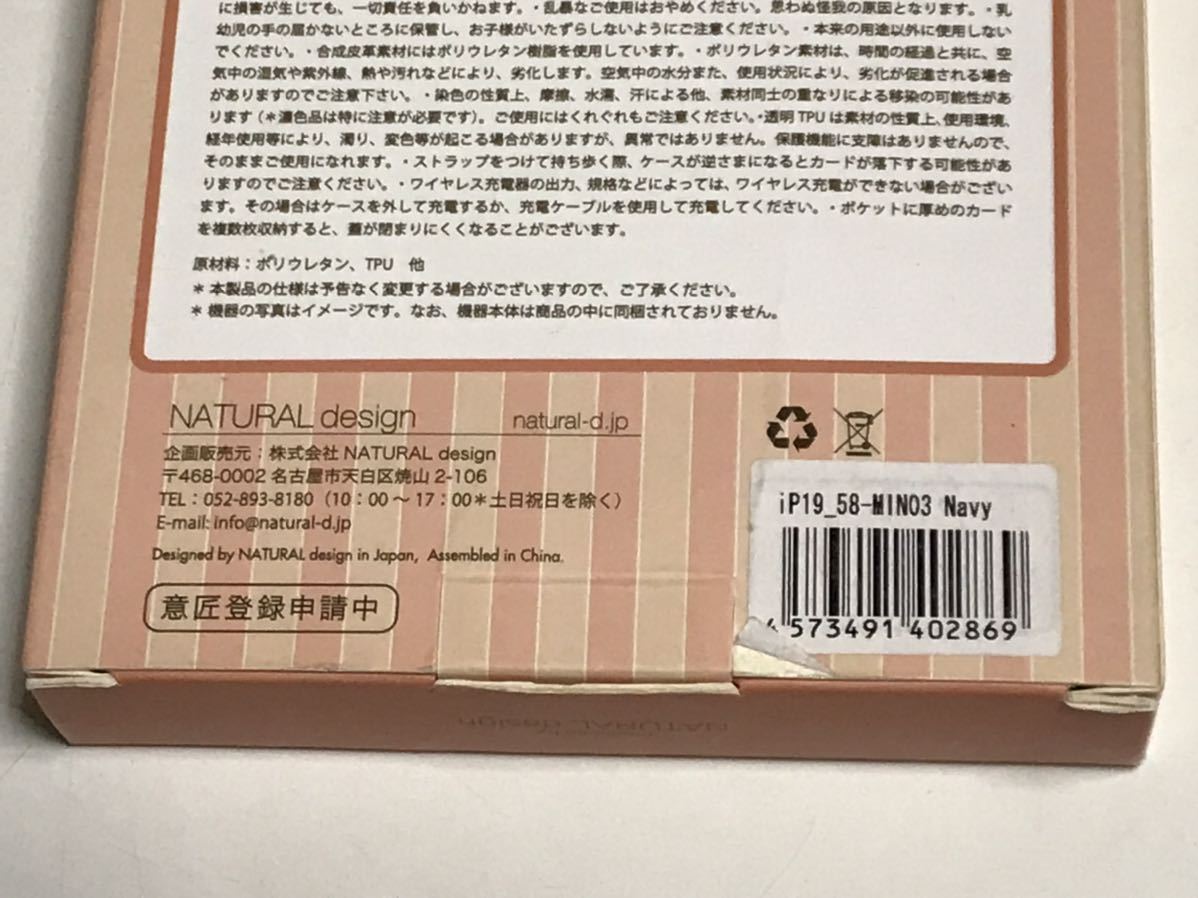 に損害が生じても、一切責任を負いかねます。・乱暴なご使用はおやめください。思わぬ怪我の原因となります。・乳
幼児の手の届かないところに保管し、お子様がいたずらしないようにご注意ください。・本来の用途以外に使用しない
でください。・合成皮革素材にはポリウレタン樹脂を使用しています。・ポリウレタン素材は、時間の経過と共に、空
気中の湿気や紫外線、熱や汚れなどにより、劣化します。空気中の水分また、使用状況により、劣化が促進される場合
がありますのでご注意下さい。・染色の性質上、摩擦、水濡、汗による他、素材同士の重なりによる移染の可能性があ
ります（＊濃色品は特に注意が必要です）。ご使用にはくれぐれもご注意ください。・透明TPUは素材の性質上、使用環境、
経年使用等により、濁り、変色等が起こる場合がありますが、異常ではありません。保護機能に支障はありませんので、
そのままご使用になれます。・ストラップをつけて持ち歩く際、ケースが逆さまになるとカードが落下する可能性があ
りますのでご注意ください。・ワイヤレス充電器の出力、規格などによっては、ワイヤレス充電ができない場合がござい
ます。その場合はケースを外して充電するか、充電ケーブルを使用して充電してください。・ポケットに厚めのカード
を複数枚収納すると、蓋が閉まりにくくなることがございます。
原材料：ポリウレタン、TPU　他
＊本製品の仕様は予告なく変更する場合がございますので、ご了承ください。
＊機器の写真はイメージです。なお、機器本体は商品の中に同梱されておりません。
NATURAL design natural-d.jp
企画販売元：株式会社 NATURAL design
〒468-0002 名古屋市天白区焼山 2-106
TEL：052-893-8180（10：00～17：00＊土日祝日を除く）
E-mail: info@natural-d.jp
Designed by NATURAL design in Japan, Assembled in China.
意匠登録申請中
iP19_58-MIN03 Navy
4 573491 402869
NATURAL design